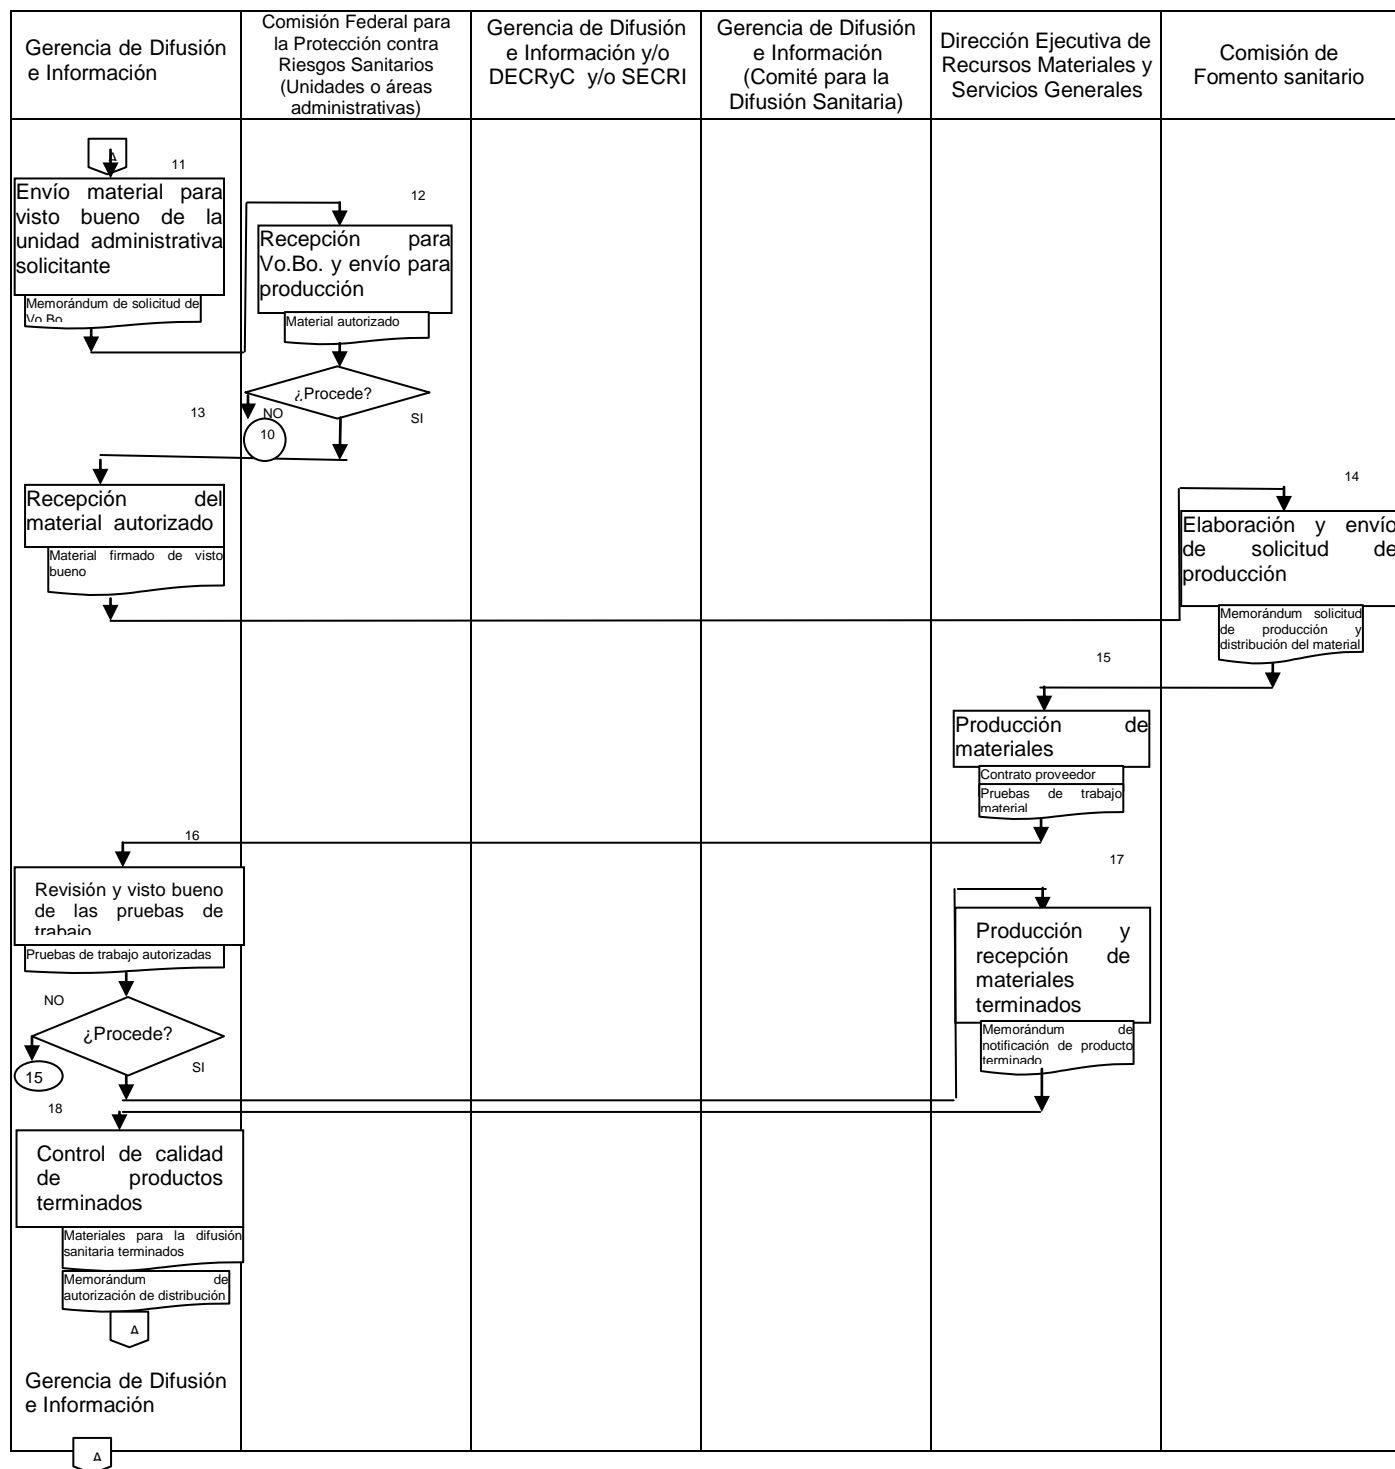 Gerencia de Difusión
e Información
Comisión Federal para
la Protección contra
Riesgos Sanitarios
(Unidades o áreas
administrativas)
Gerencia de Difusión
e Información y/o
DECRyC y/o SECRI
Gerencia de Difusión
e Información
(Comité para la
Difusión Sanitaria)
Dirección Ejecutiva de
Recursos Materiales y
Servicios Generales
Comisión de
Fomento sanitario
11
Envío material para
visto bueno de la
unidad administrativa
solicitante
Memorándum de solicitud de
Vo.Bo.
12
Recepción para
Vo.Bo. y envío para
producción
Material autorizado
¿Procede?
NO
SI
10
13
Recepción del
material autorizado
Material firmado de visto
bueno
14
Elaboración y envío
de solicitud de
producción
Memorándum solicitud
de producción y
distribución del material
15
Producción de
materiales
Contrato proveedor
Pruebas de trabajo
material
16
Revisión y visto bueno
de las pruebas de
trabajo
Pruebas de trabajo autorizadas
NO
¿Procede?
SI
15
17
Producción y
recepción de
materiales
terminados
Memorándum de
notificación de producto
terminado
18
Control de calidad
de productos
terminados
Materiales para la difusión
sanitaria terminados
Memorándum de
autorización de distribución
A
Gerencia de Difusión
e Información
A